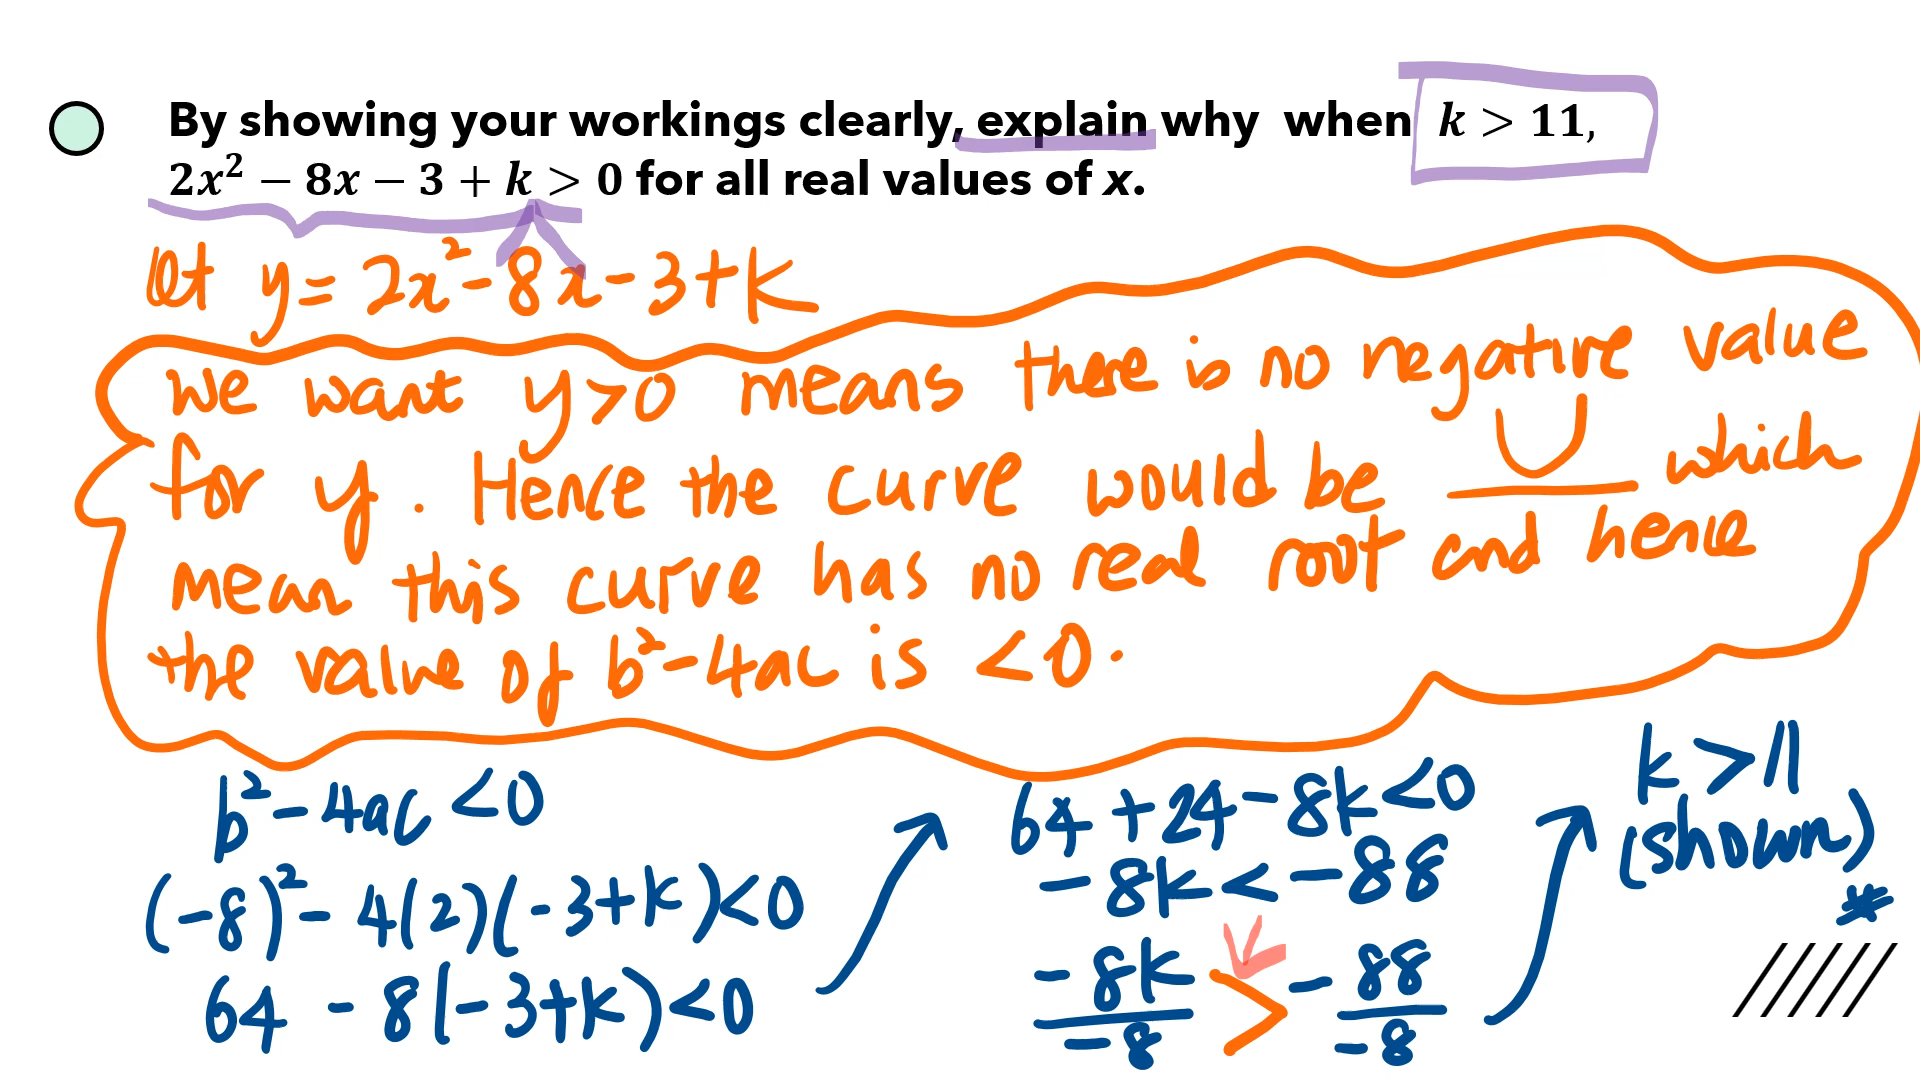 By showing your workings clearly, explain why when k > 11,
2x² − 8x − 3 + k > 0 for all real values of x.
let y = 2x² - 8x - 3 + k
We want y > 0 means there is no negative value
for y. Hence the curve would be which
mean this curve has no real root and hence
the value of b² - 4ac is < 0.
b² - 4ac < 0
(-8)² - 4(2)(-3+k) < 0
64 - 8(-3+k) < 0
64 + 24 - 8k < 0
-8k < -88
-8k/-8 > -88/-8
k > 11
(shown)